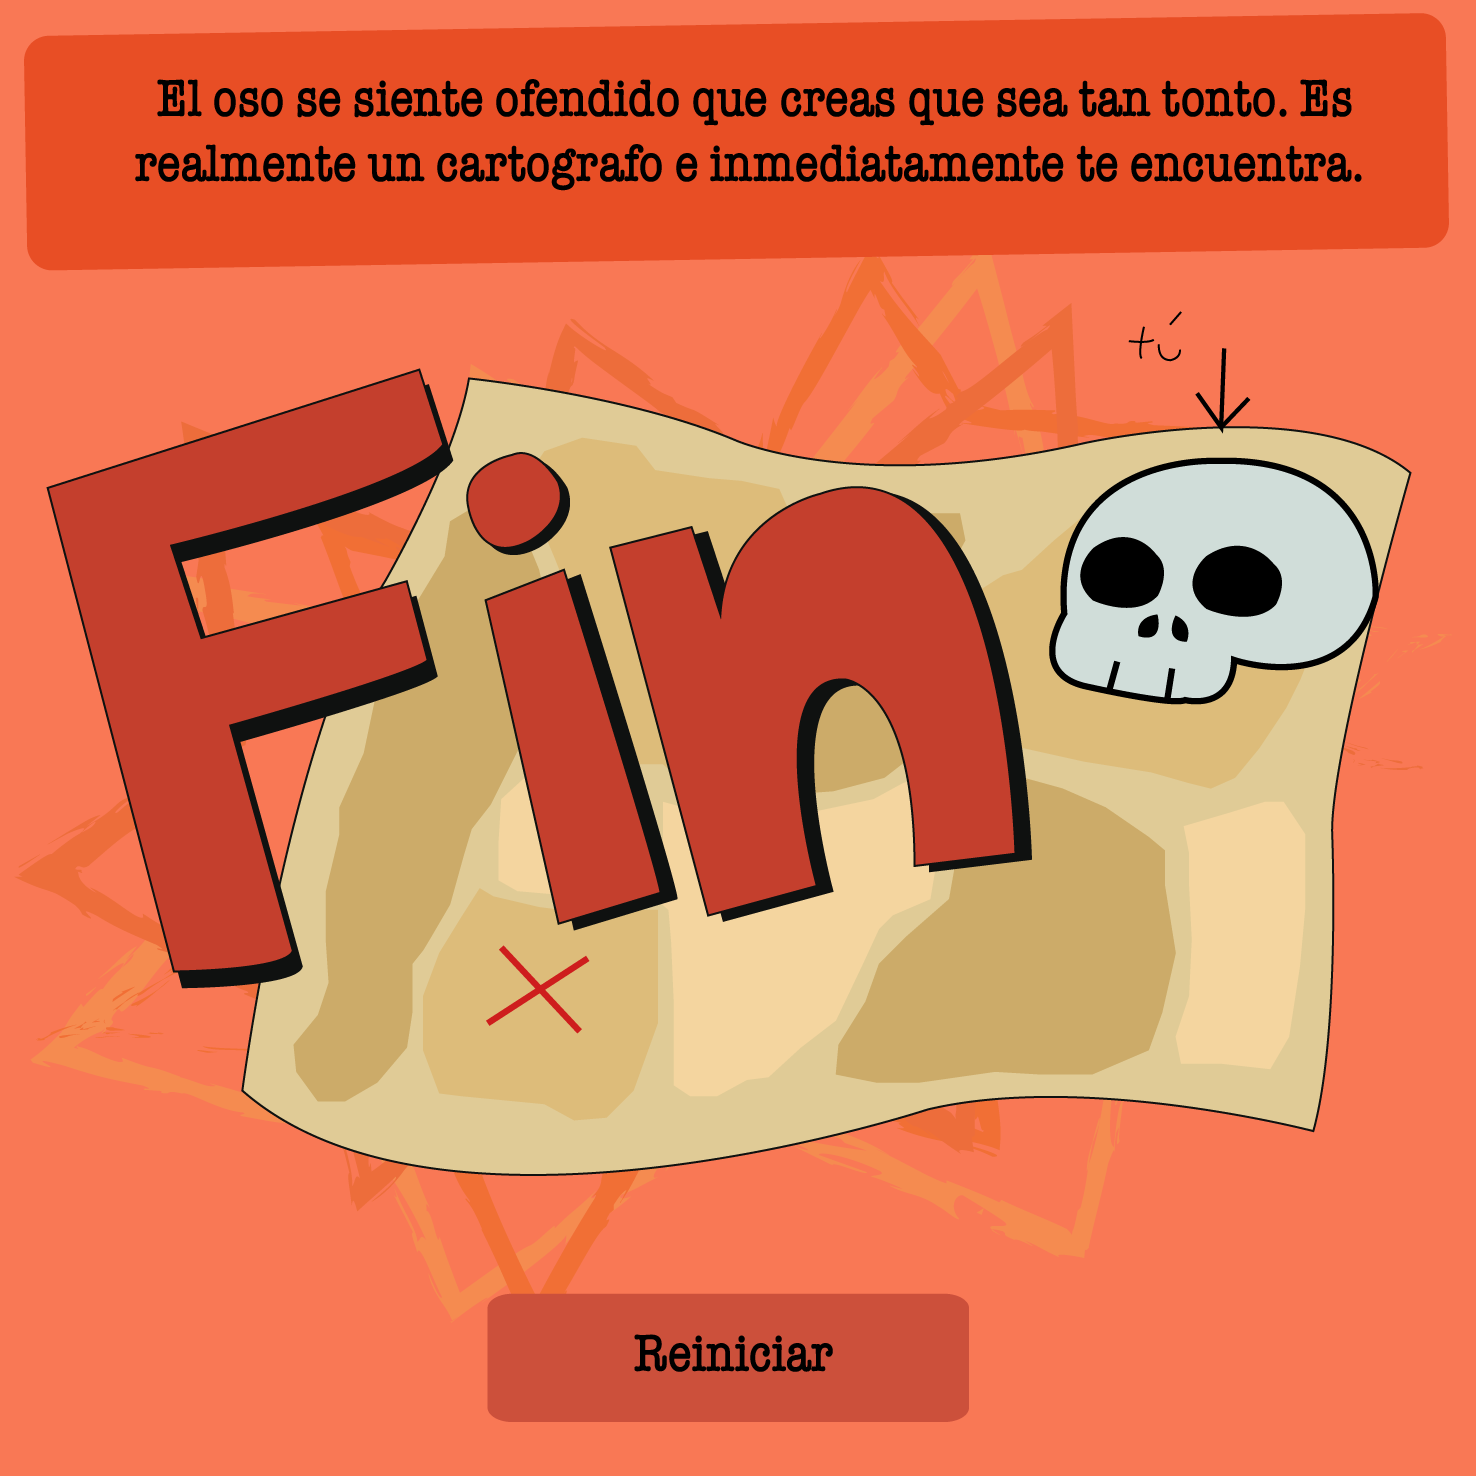 El oso se siente ofendido que creas que sea tan tonto. Es
realmente un cartografo e inmediatamente te encuentra.
tú
Fin
Reiniciar